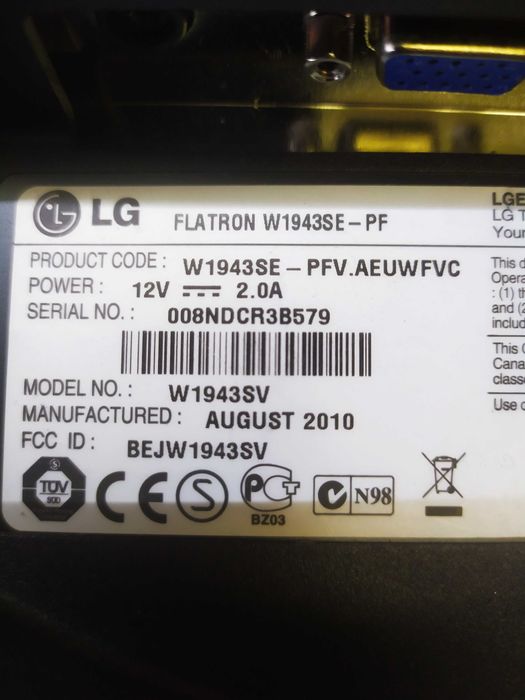 LG FLATRON W1943SE-PF
PRODUCT CODE: W1943SE-PFV.AEUWFVC
POWER: 12V 2.0A
SERIAL NO.: 008NDCR3B579
MODEL NO.: W1943SV
MANUFACTURED: AUGUST 2010
FCC ID: BEJW1943SV
TÜV
CE
S
PCT
BZ03
N98
LGE
LG T
Your
This d
Opera
: (1) th
and (2
includ
This
Cana
class
Use